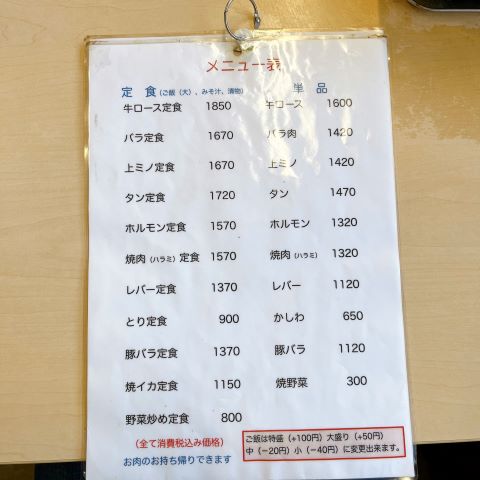 メニュー表
定 食(ご飯(大)、みそ汁、漬物) 単 品
牛ロース定食 1850 牛ロース 1600
バラ定食 1670 バラ肉 1420
上ミノ定食 1670 上ミノ 1420
タン定食 1720 タン 1470
ホルモン定食 1570 ホルモン 1320
焼肉(ハラミ)定食 1570 焼肉(ハラミ) 1320
レバー定食 1370 レバー 1120
とり定食 900 かしわ 650
豚バラ定食 1370 豚バラ 1120
焼イカ定食 1150 焼野菜 300
野菜炒め定食 800
(全て消費税込み価格)
お肉のお持ち帰りできます
ご飯は特盛(+100円)大盛り(+50円)
中(−20円)小(−40円)に変更出来ます。